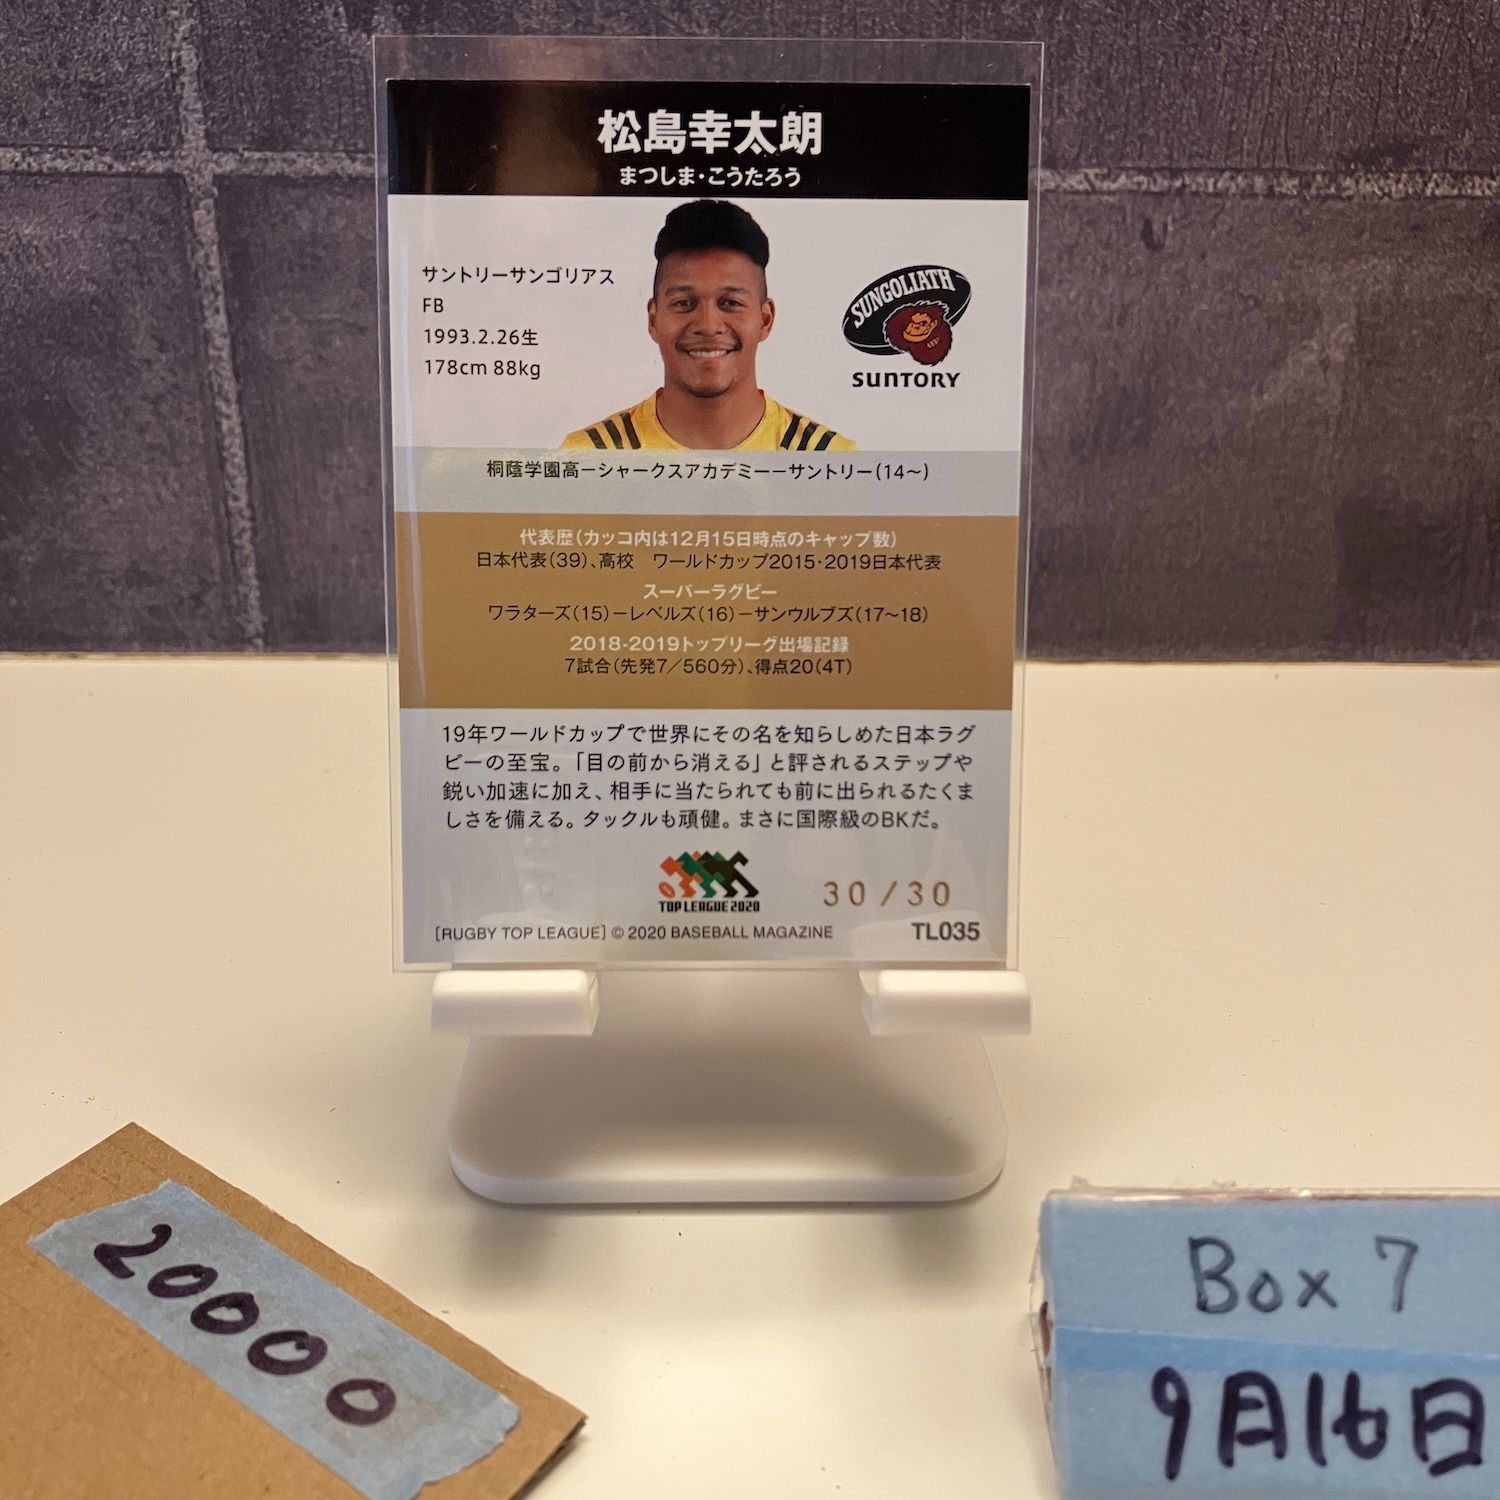 松島幸太朗
まつしま・こうたろう
サントリーサンゴリアス
FB
1993.2.26生
178cm 88kg
SUNGOLIATH
SUNTORY
桐蔭学園高ーシャークスアカデミーーサントリー(14〜)
代表歴(カッコ内は12月15日時点のキャップ数)
日本代表(39)、高校　ワールドカップ2015・2019日本代表
スーパーラグビー
ワラターズ(15)ーレベルズ(16)ーサンウルブズ(17〜18)
2018-2019トップリーグ出場記録
7試合(先発7／560分)、得点20(4T)
19年ワールドカップで世界にその名を知らしめた日本ラグ
ビーの至宝。「目の前から消える」と評されるステップや
鋭い加速に加え、相手に当たられても前に出られるたくま
しさを備える。タックルも頑健。まさに国際級のBKだ。
TOP LEAGUE 2020
30/30
[RUGBY TOP LEAGUE] © 2020 BASEBALL MAGAZINE
TL035
20000
Box 7
9月16日